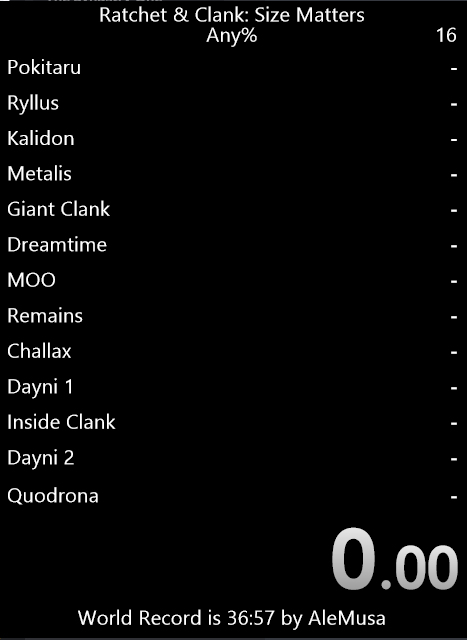 Ratchet & Clank: Size Matters
Any% 16
Pokitaru -
Ryllus -
Kalidon -
Metalis -
Giant Clank -
Dreamtime -
MOO -
Remains -
Challax -
Dayni 1 -
Inside Clank -
Dayni 2 -
Quodrona -
0.00
World Record is 36:57 by AleMusa